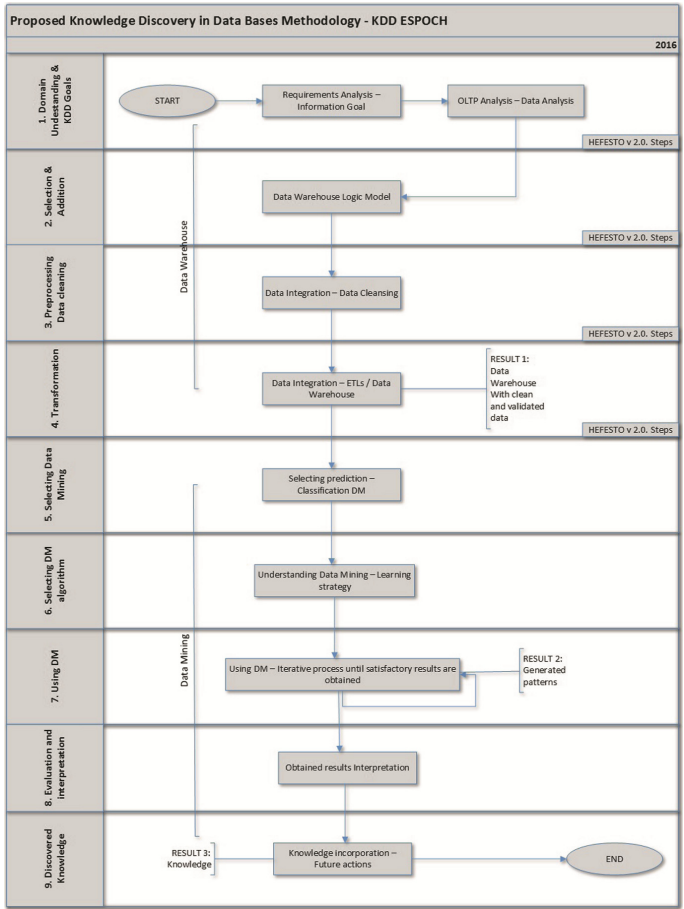 Proposed Knowledge Discovery in Data Bases Methodology - KDD ESPOCH
2016
1. Domain
Undestanding &
KDD Goals
START
Requirements Analysis –
Information Goal
OLTP Analysis – Data Analysis
HEFESTO v 2.0. Steps
2. Selection &
Addition
Data Warehouse Logic Model
HEFESTO v 2.0. Steps
Data Warehouse
3. Preprocessing
Data cleaning
Data Integration – Data Cleansing
HEFESTO v 2.0. Steps
4. Transformation
Data Integration – ETLs / Data
Warehouse
RESULT 1:
Data
Warehouse
With clean
and validated
data
HEFESTO v 2.0. Steps
5. Selecting Data
Mining
Selecting prediction –
Classification DM
6. Selecting DM
algorithm
Understanding Data Mining – Learning
strategy
Data Mining
7. Using DM
Using DM – Iterative process until satisfactory results are
obtained
RESULT 2:
Generated
patterns
8. Evaluation and
interpretation
Obtained results Interpretation
9. Discovered
Knowledge
RESULT 3:
Knowledge
Knowledge incorporation –
Future actions
END